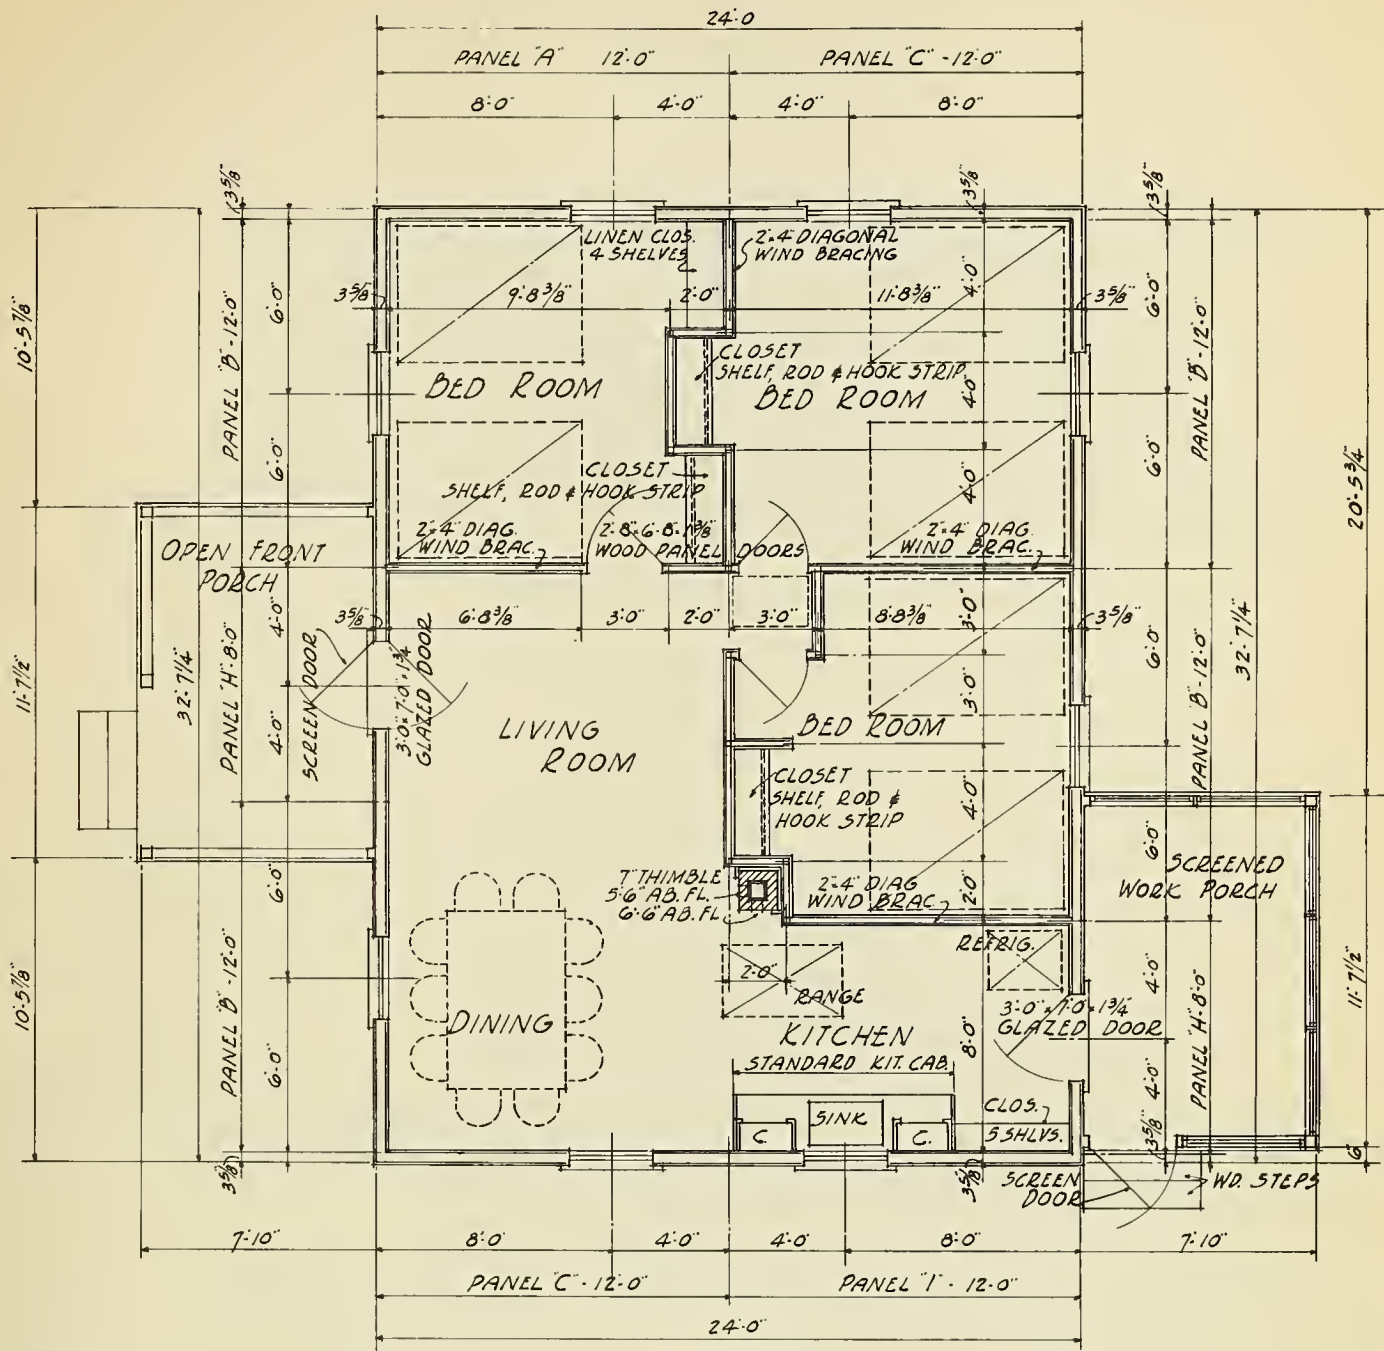 24'-0
PANEL "A" 12'-0"
PANEL "C" - 12'-0"
8'-0"
4'-0"
4'-0"
8'-0"
3 5/8"
3 5/8"
3 5/8"
LINEN CLOS.
4 SHELVES
2"x4" DIAGONAL
WIND BRACING
10'-5 7/8"
PANEL "B" - 12'-0"
6'-0"
3 5/8"
9'-8 3/8"
2'-0"
11'-8 3/8"
4'-0"
3 5/8"
6'-0"
PANEL "B" - 12'-0"
CLOSET
SHELF, ROD & HOOK STRIP
BED ROOM
BED ROOM
4'-0"
20'-5 3/4"
6'-0"
CLOSET
SHELF, ROD & HOOK STRIP
4'-0"
6'-0"
2"x4" DIAG.
WIND BRAC.
2'-8"x6'-8"x1 3/8"
WOOD PANEL DOORS
2"x4" DIAG
WIND BRAC.
OPEN FRONT
PORCH
4'-0"
3 5/8"
6'-8 3/8"
3'-0"
2'-0"
3'-0"
8'-8 3/8"
3'-0"
3 5/8"
6'-0"
32'-7 1/4"
11'-7 1/2"
32'-7 1/4"
PANEL "H"-8'-0"
4'-0"
SCREEN DOOR
3'-0"x7'-0"x1 3/4
GLAZED DOOR
LIVING
ROOM
BED ROOM
3'-0"
PANEL "B"-12'-0"
CLOSET
SHELF, ROD &
HOOK STRIP
4'-0"
6'-0"
SCREENED
WORK PORCH
6'-0"
7" THIMBLE
5'-6" AB. FL.
6'-6" AB. FL
2"x4" DIAG
WIND BRAC.
2'-0"
REFRIG.
10'-5 7/8"
PANEL "B" - 12'-0"
2'-0"
RANGE
3'-0"x7'-0"x1 3/4"
GLAZED DOOR
4'-0"
11'-7 1/2"
DINING
KITCHEN
STANDARD KIT. CAB.
8'-0"
PANEL "H"-8'-0"
6'-0"
4'-0"
C.
SINK
C.
CLOS.
5 SHLVS.
3 5/8"
6"
3 5/8"
3 5/8"
SCREEN
DOOR
WD. STEPS
7'-10"
8'-0"
4'-0"
4'-0"
8'-0"
7'-10"
PANEL "C" - 12'-0"
PANEL "I" - 12'-0"
24'-0"